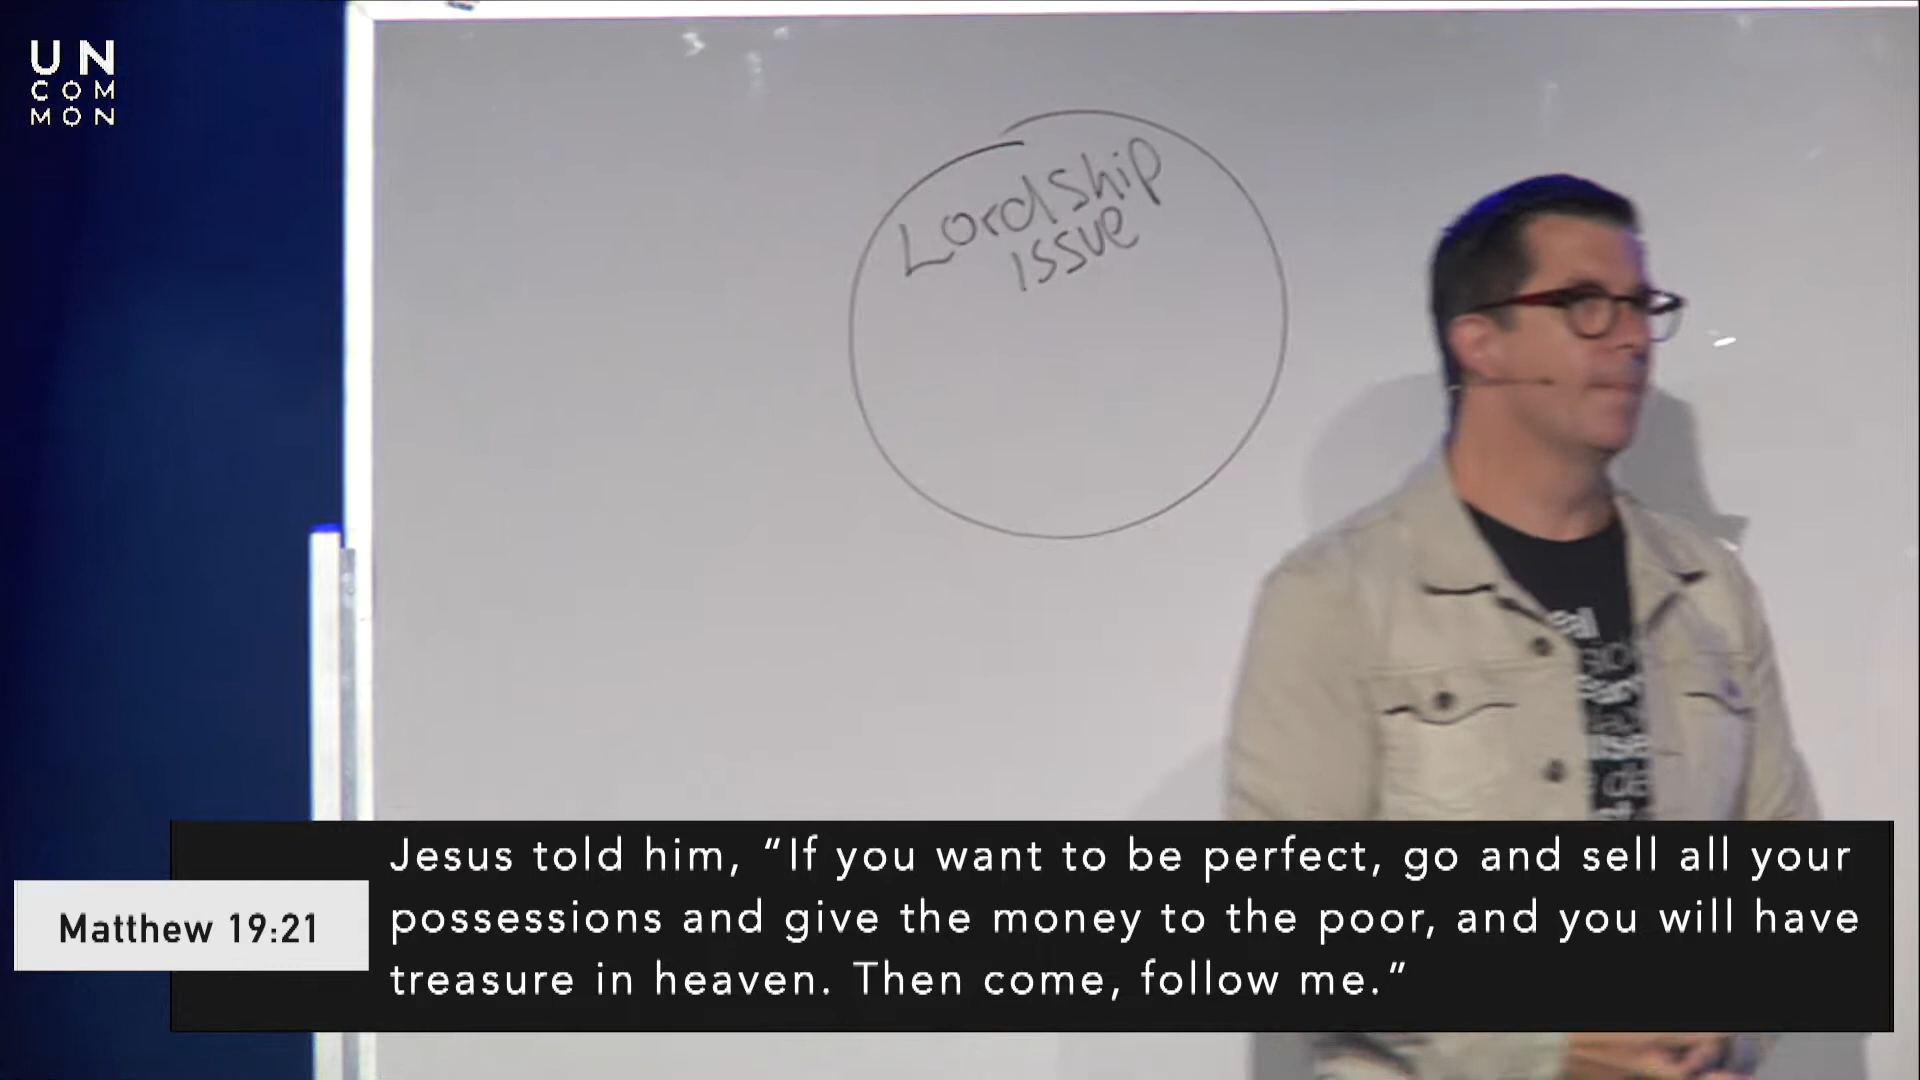 UN
COM
MON
Lordship
issue
Jesus told him, “If you want to be perfect, go and sell all your
possessions and give the money to the poor, and you will have
treasure in heaven. Then come, follow me.”
Matthew 19:21